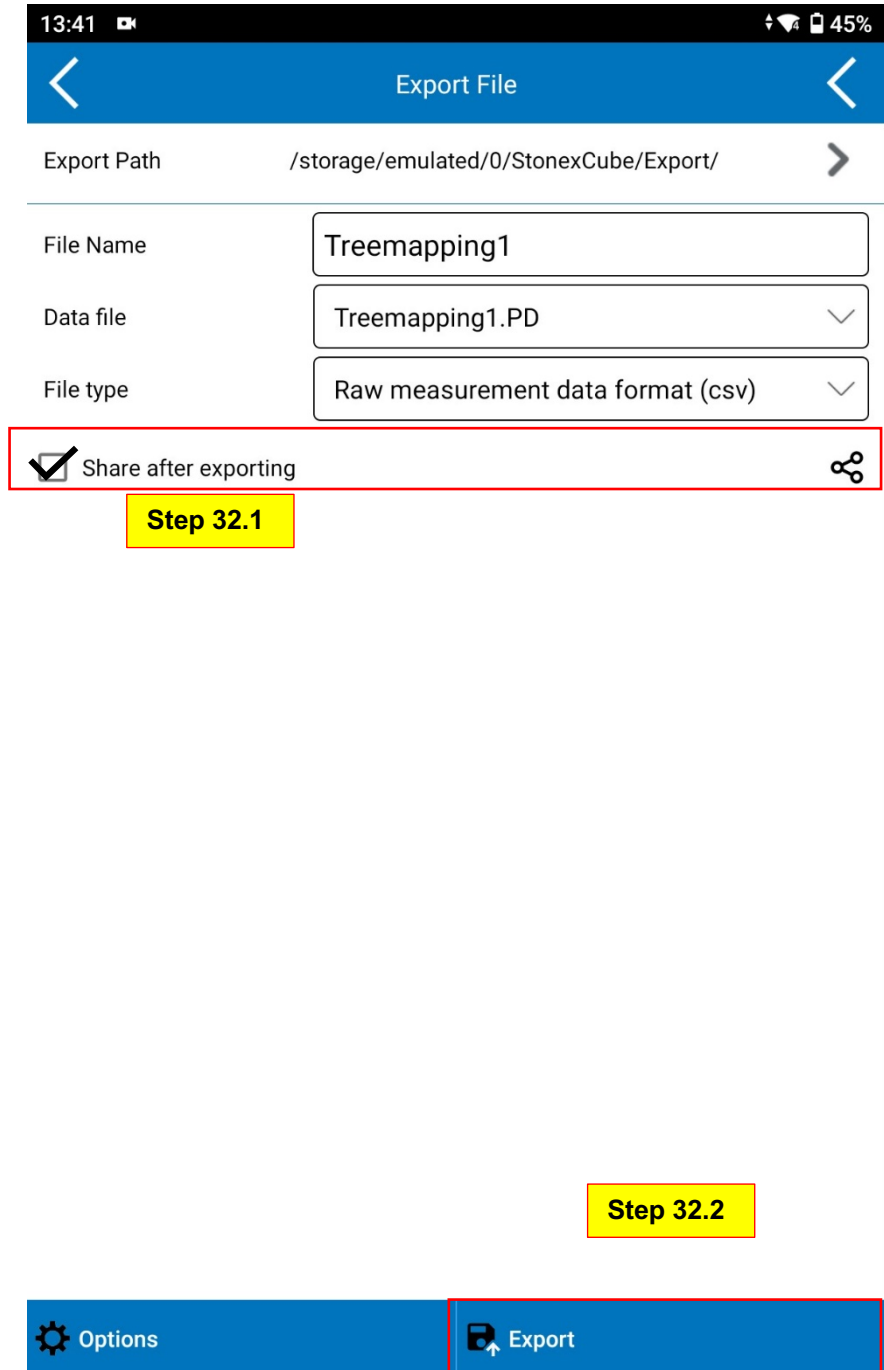 13:41 45%
Export File
Export Path /storage/emulated/0/StonexCube/Export/
File Name Treemapping1
Data file Treemapping1.PD
File type Raw measurement data format (csv)
Share after exporting
Step 32.1
Step 32.2
Options Export